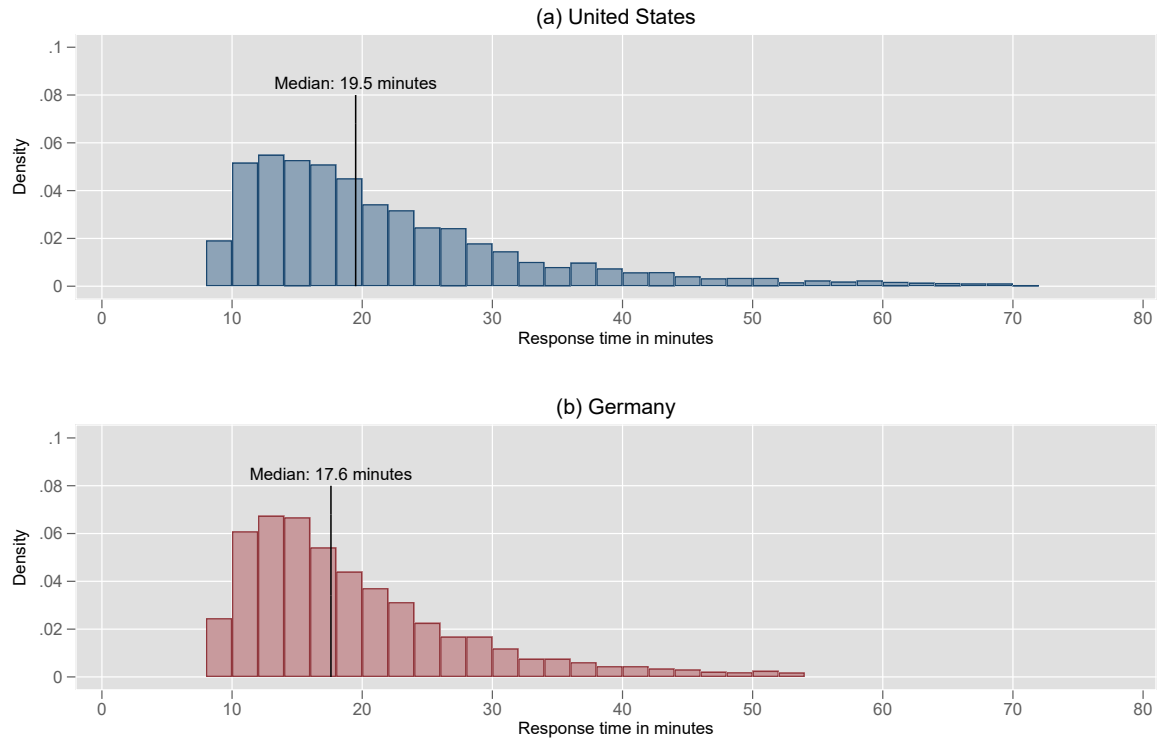 (a) United States
.1
Median: 19.5 minutes
.08
.06
Density
.04
.02
0
0 10 20 30 40 50 60 70 80
Response time in minutes
(b) Germany
.1
Median: 17.6 minutes
.08
.06
Density
.04
.02
0
0 10 20 30 40 50 60 70 80
Response time in minutes